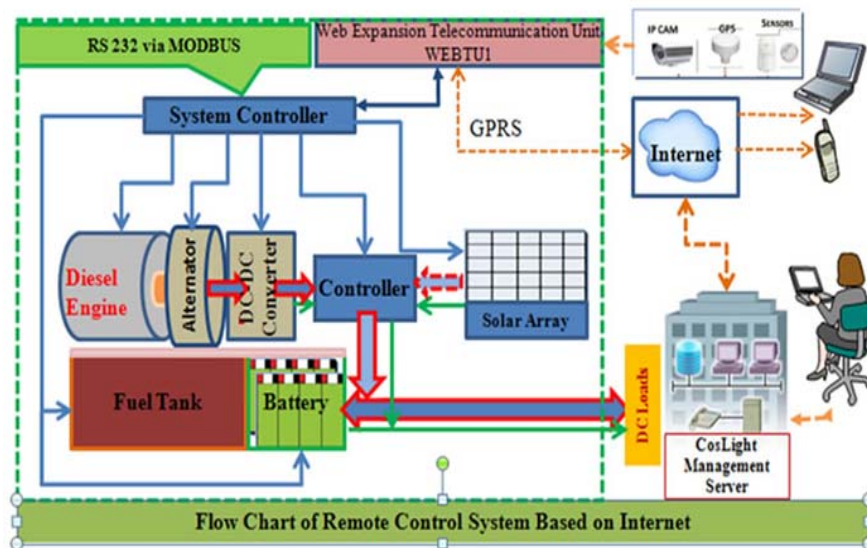 RS 232 via MODBUS
Web Expansion Telecommunication Unit
WEBTU1
IP CAM
GPS
SENSORS
System Controller
GPRS
Internet
Diesel
Engine
Alternator
DC-DC
Converter
Controller
Solar Array
Fuel Tank
Battery
DC Loads
CosLight
Management
Server
Flow Chart of Remote Control System Based on Internet